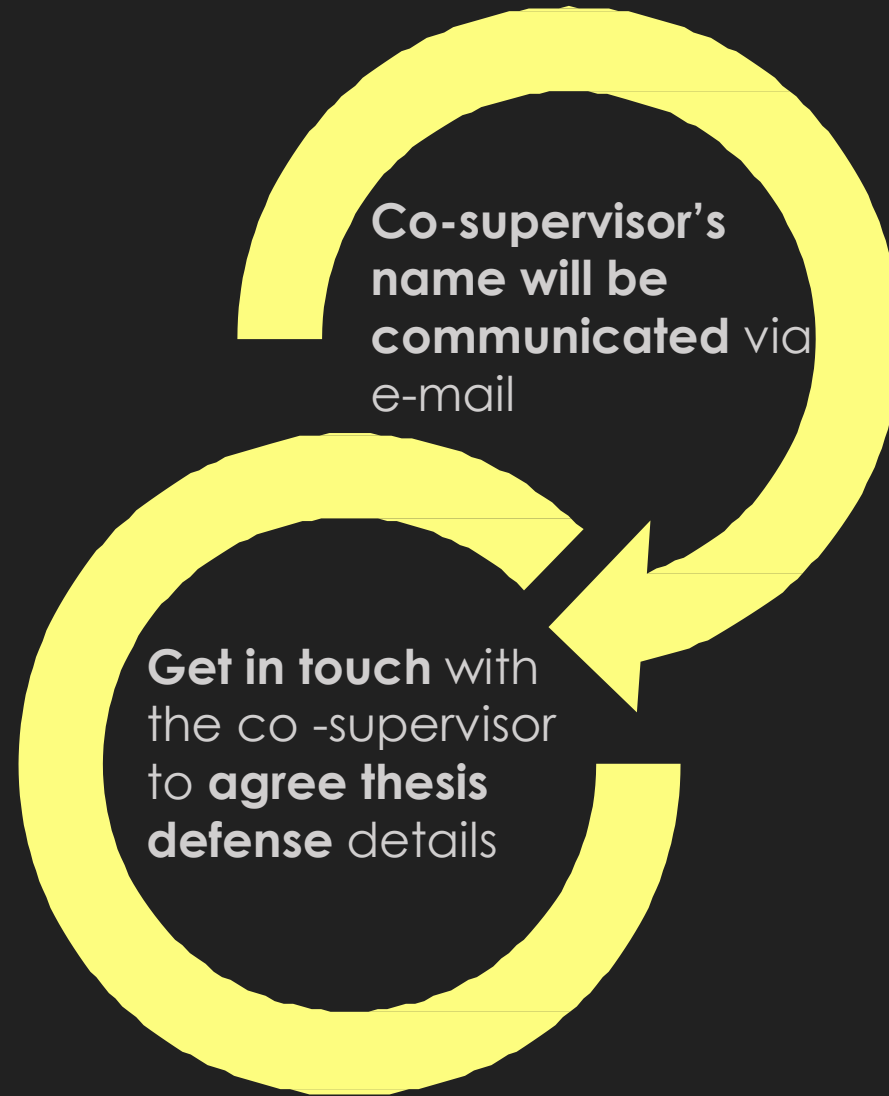 Co-supervisor’s
name will be
communicated via
e-mail
Get in touch with
the co -supervisor
to agree thesis
defense details